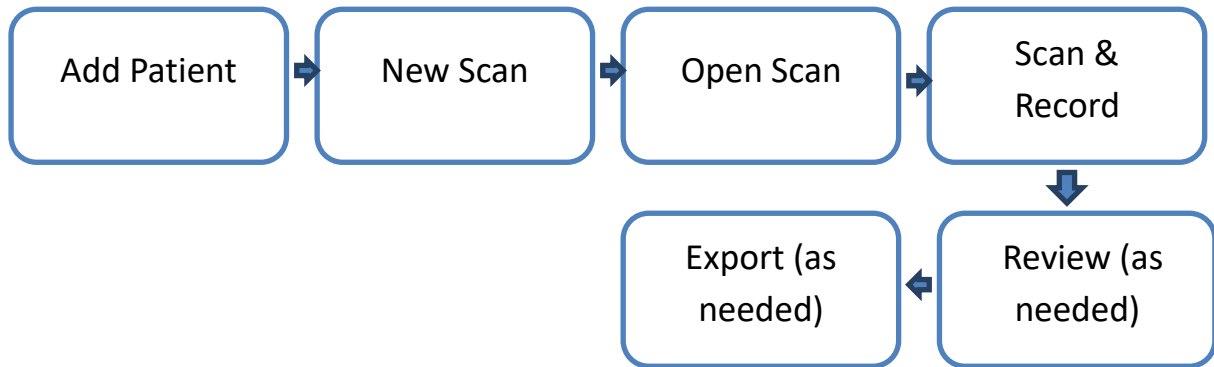 Add Patient
New Scan
Open Scan
Scan &
Record
Review (as
needed)
Export (as
needed)